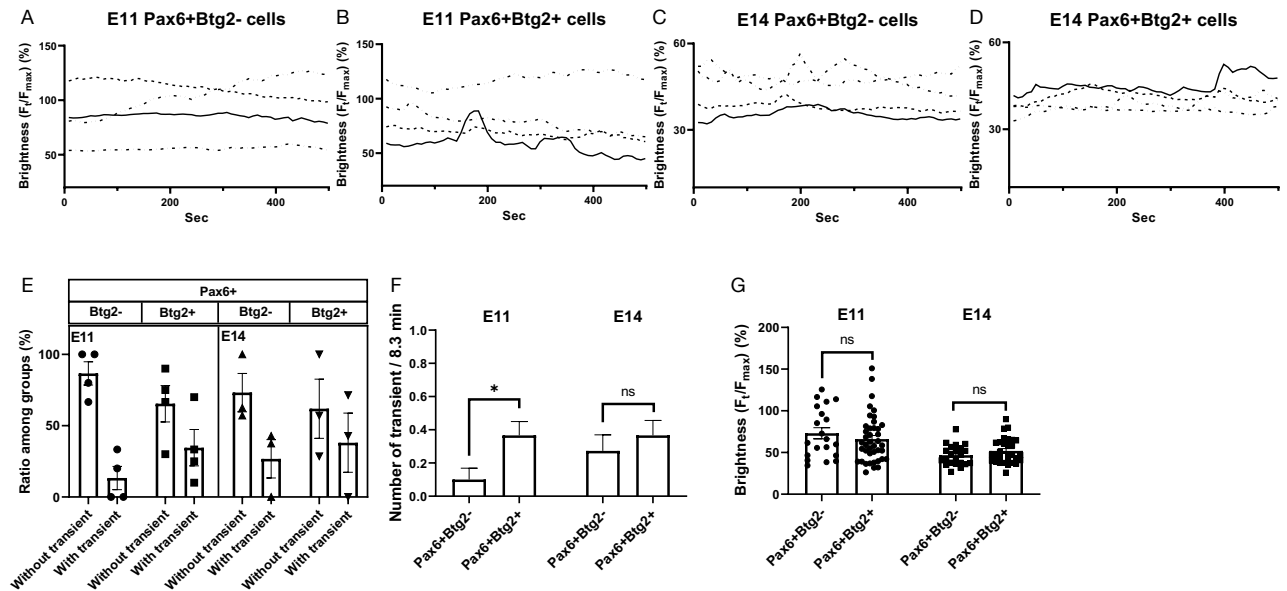 A
E11 Pax6+Btg2- cells
Brightness (Ft/Fmax) (%)
150
100
50
0
200
400
Sec
B
E11 Pax6+Btg2+ cells
Brightness (Ft/Fmax) (%)
150
100
50
0
200
400
Sec
C
E14 Pax6+Btg2- cells
Brightness (Ft/Fmax) (%)
60
30
200
400
Sec
D
E14 Pax6+Btg2+ cells
Brightness (Ft/Fmax) (%)
60
30
0
200
400
Sec
E
Pax6+
Btg2- Btg2+ Btg2- Btg2+
E11 E14
Ratio among groups (%)
100
50
0
Without transient
With transient
Without transient
With transient
Without transient
With transient
Without transient
With transient
F
E11 E14
Number of transient / 8.3 min
1.0
0.8
0.6
0.4
0.2
0.0
* ns
Pax6+Btg2-
Pax6+Btg2+
Pax6+Btg2-
Pax6+Btg2+
G
E11 E14
Brightness (Ft/Fmax) (%)
200
150
100
50
0
ns ns
Pax6+Btg2-
Pax6+Btg2+
Pax6+Btg2-
Pax6+Btg2+